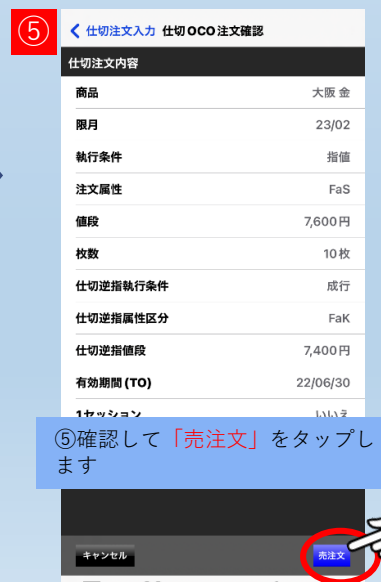 ⑤
仕切注文入力 仕切OCO注文確認
仕切注文内容
商品 大阪 金
限月 23/02
執行条件 指値
注文属性 FaS
値段 7,600円
枚数 10枚
仕切逆指執行条件 成行
仕切逆指属性区分 FaK
仕切逆指値段 7,400円
有効期間 (TO) 22/06/30
1セッション いいえ
⑤確認して「売注文」をタップし
ます
キャンセル 売注文